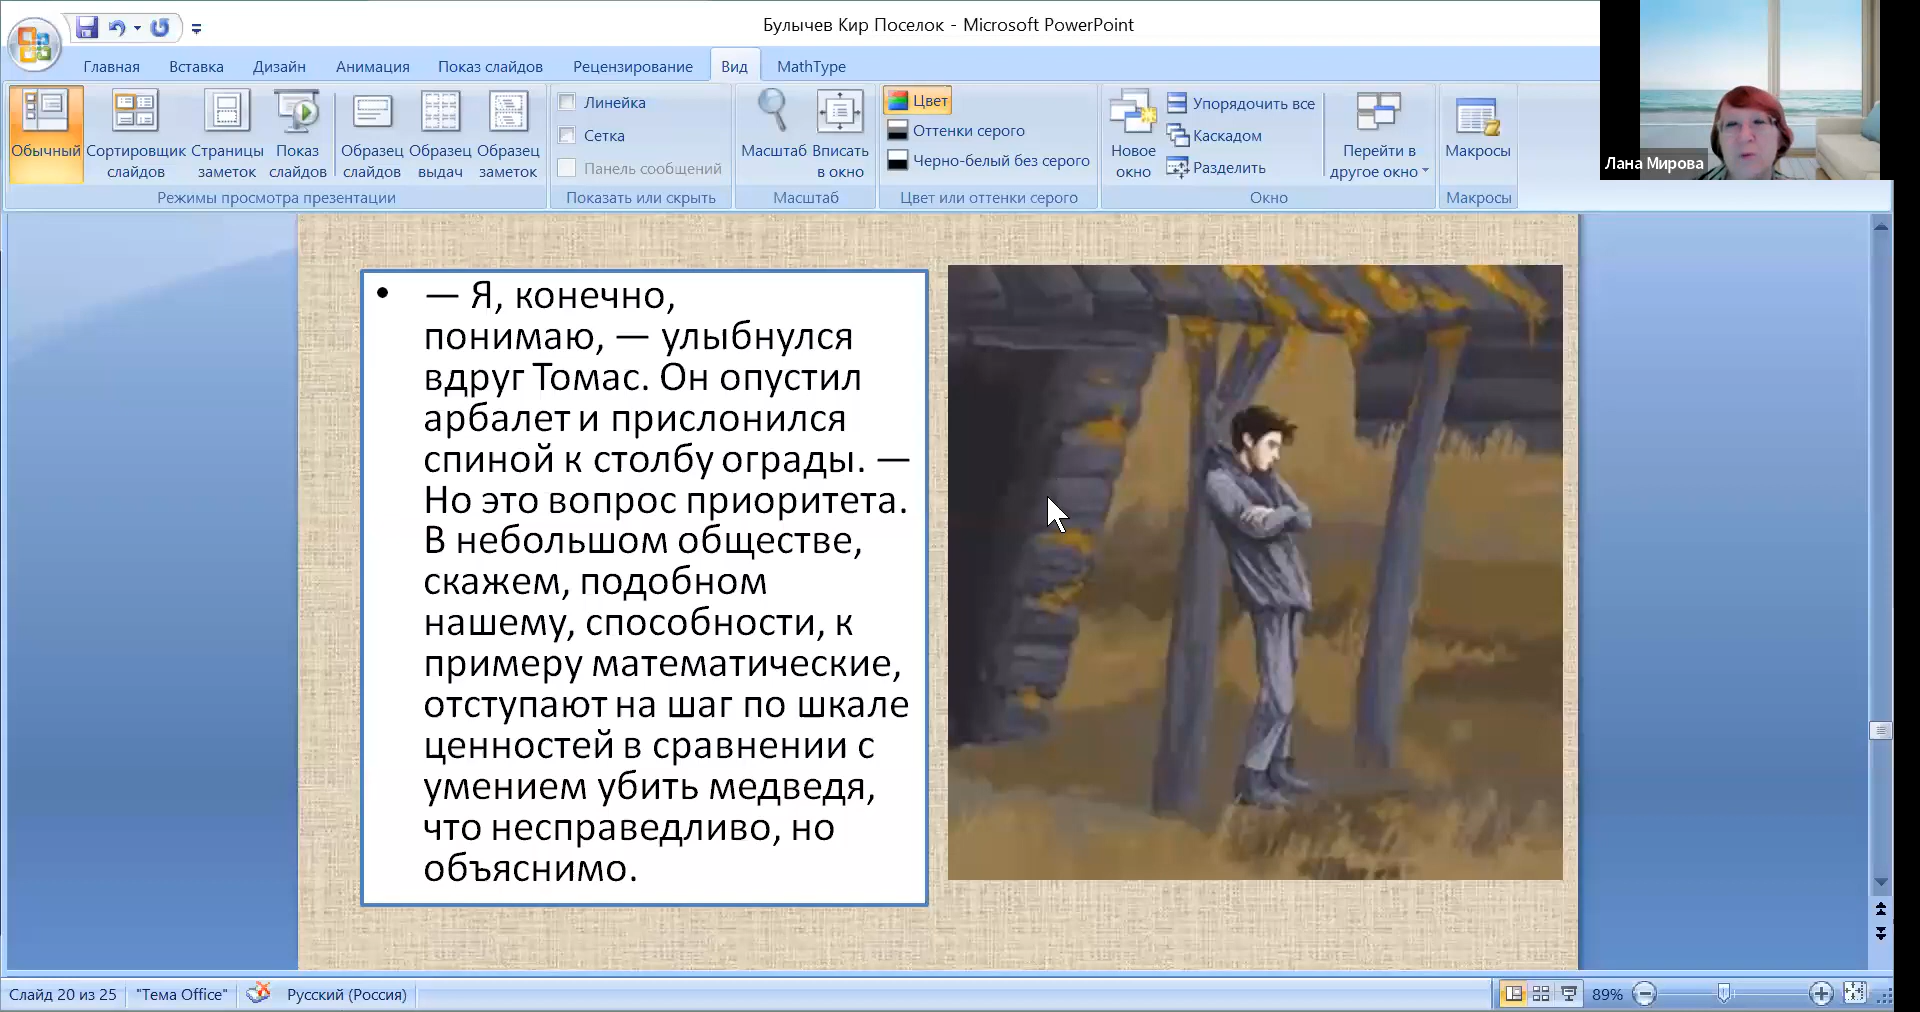 Булычев Кир Поселок - Microsoft PowerPoint
Главная Вставка Дизайн Анимация Показ слайдов Рецензирование Вид MathType
Обычный
Сортировщик слайдов
Страницы заметок
Показ слайдов
Образец слайдов
Образец выдач
Образец заметок
Режимы просмотра презентации
Линейка
Сетка
Панель сообщений
Показать или скрыть
Масштаб
Вписать в окно
Масштаб
Цвет
Оттенки серого
Черно-белый без серого
Цвет или оттенки серого
Новое окно
Упорядочить все
Каскадом
Разделить
Перейти в другое окно
Окно
Макросы
Макросы
Лана Мирова
• — Я, конечно,
понимаю, — улыбнулся
вдруг Томас. Он опустил
арбалет и прислонился
спиной к столбу ограды. —
Но это вопрос приоритета.
В небольшом обществе,
скажем, подобном
нашему, способности, к
примеру математические,
отступают на шаг по шкале
ценностей в сравнении с
умением убить медведя,
что несправедливо, но
объяснимо.
Слайд 20 из 25 "Тема Office" Русский (Россия) 89%